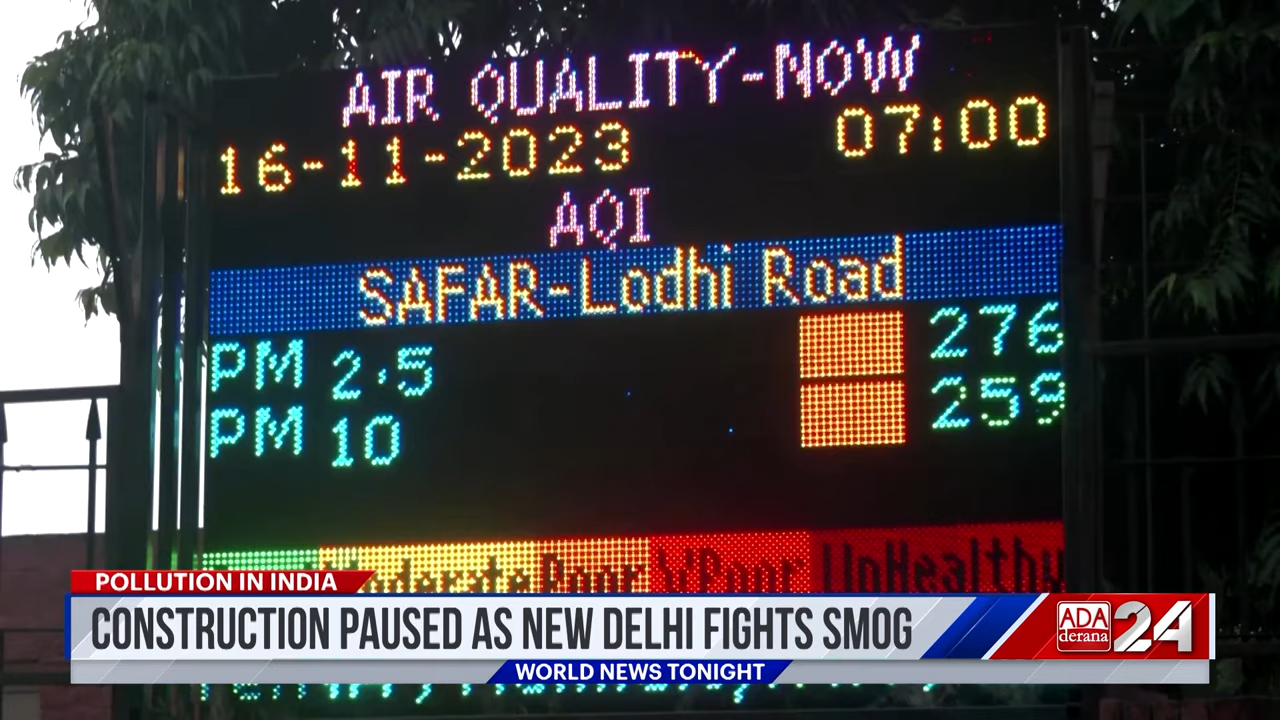 AIR QUALITY-NOW
16-11-2023 07:00
AQI
SAFAR-Lodhi Road
PM 2.5 276
PM 10 259
Moderate Poor V'Poor UnHealthy
POLLUTION IN INDIA
CONSTRUCTION PAUSED AS NEW DELHI FIGHTS SMOG
ADA derana 24
WORLD NEWS TONIGHT